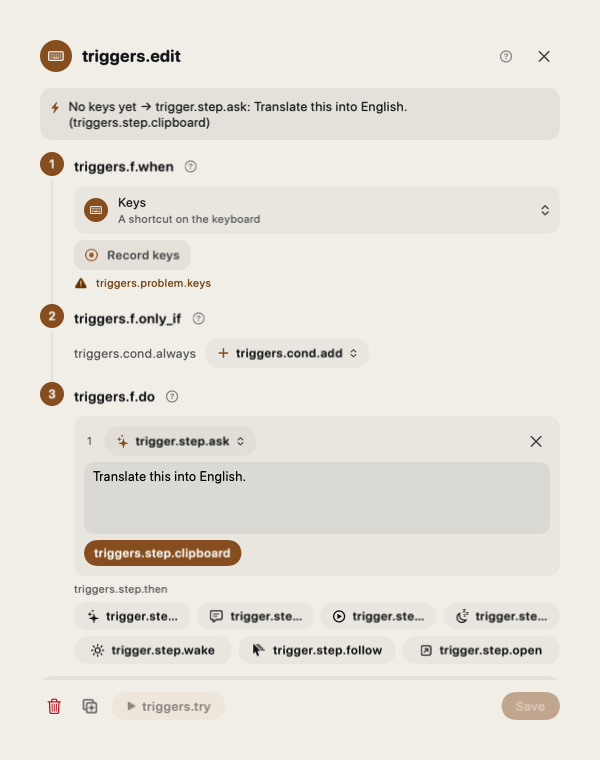 triggers.edit
No keys yet → trigger.step.ask: Translate this into English.
(triggers.step.clipboard)
1
triggers.f.when
Keys
A shortcut on the keyboard
Record keys
triggers.problem.keys
2
triggers.f.only_if
triggers.cond.always
+ triggers.cond.add
3
triggers.f.do
1 trigger.step.ask
Translate this into English.
triggers.step.clipboard
triggers.step.then
trigger.ste... trigger.ste... trigger.ste... trigger.ste...
trigger.step.wake trigger.step.follow trigger.step.open
triggers.try Save